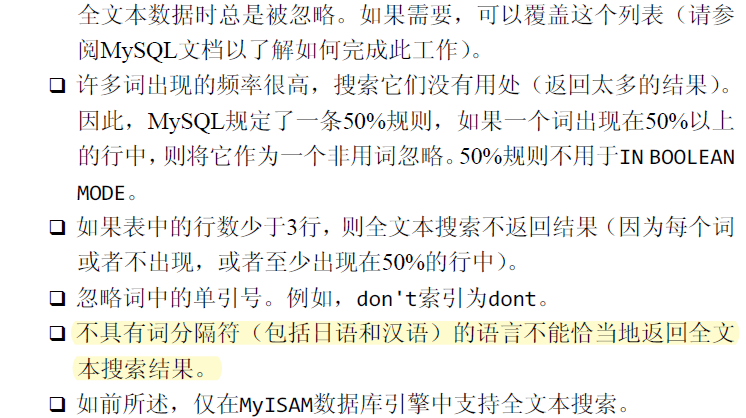 全文本数据时总是被忽略。如果需要，可以覆盖这个列表（请参
阅MySQL文档以了解如何完成此工作）。
❑ 许多词出现的频率很高，搜索它们没有用处（返回太多的结果）。
因此，MySQL规定了一条50%规则，如果一个词出现在50%以上
的行中，则将它作为一个非用词忽略。50%规则不用于IN BOOLEAN
MODE。
❑ 如果表中的行数少于3行，则全文本搜索不返回结果（因为每个词
或者不出现，或者至少出现在50%的行中）。
❑ 忽略词中的单引号。例如，don't索引为dont。
❑ 不具有词分隔符（包括日语和汉语）的语言不能恰当地返回全文
本搜索结果。
❑ 如前所述，仅在MyISAM数据库引擎中支持全文本搜索。